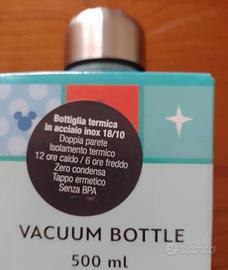 Bottiglia termica
in acciaio inox 18/10
Doppia parete
Isolamento termico
12 ore caldo / 6 ore freddo
Zero condensa
Tappo ermetico
Senza BPA
VACUUM BOTTLE
500 ml
subito